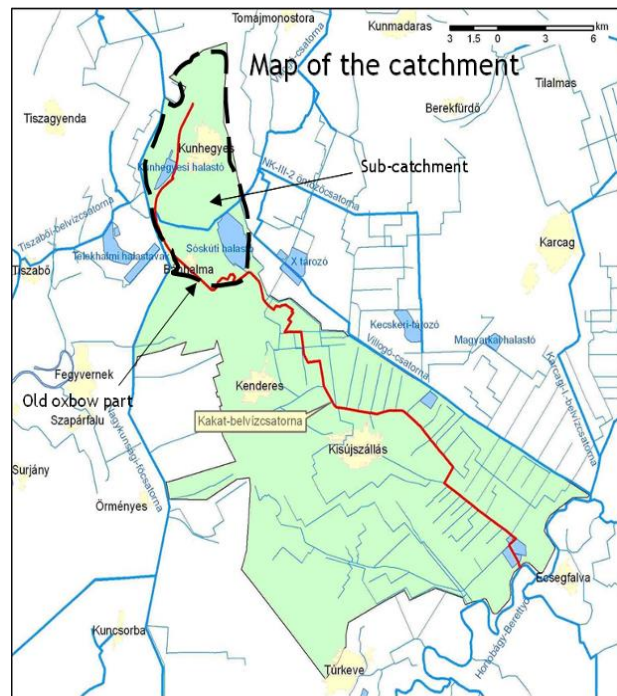 Tomajmonostora
Kunmadaras
km
3 1.5 0 3 6
Map of the catchment
Tilalmas
Berekfürdő
Tiszagyenda
Kunhegyes
Kunhegyesi halastó
NK-III-2 öntözőcsatorna
Sub-catchment
Tiszabői-belvízcsatorna
Karcag
Telekhalmi halastavak
Sóskúti halastó
X tározó
Tiszabő
Bánhalma
Kecskeri-tározó
Villogó-csatorna
Magyarkai halastó
Karcagi-I.-belvízcsatorna
Fegyvernek
Kenderes
Old oxbow part
Szapárfalu
Kakat-belvízcsatorna
Nagykunsági-főcsatorna
Kisújszállás
Surjány
Örményes
Ecsegfalva
Hortobágy-Berettyó
Kuncsorba
Túrkeve